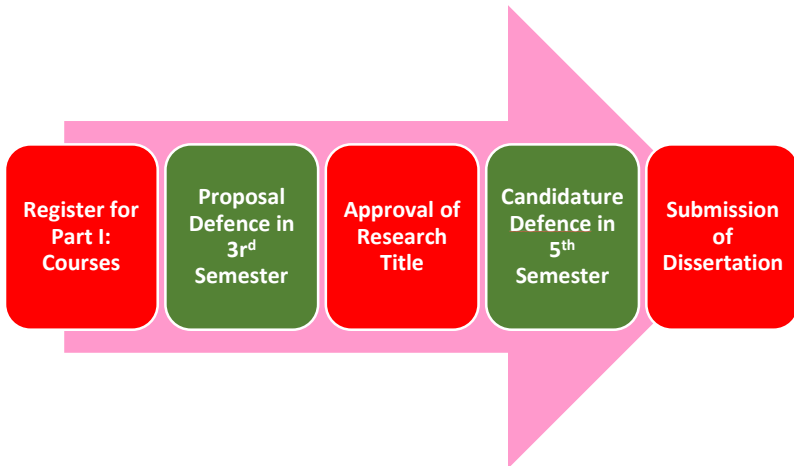 Register for
Part I:
Courses
Proposal
Defence in
3rd
Semester
Approval of
Research
Title
Candidature
Defence in
5th
Semester
Submission
of
Dissertation